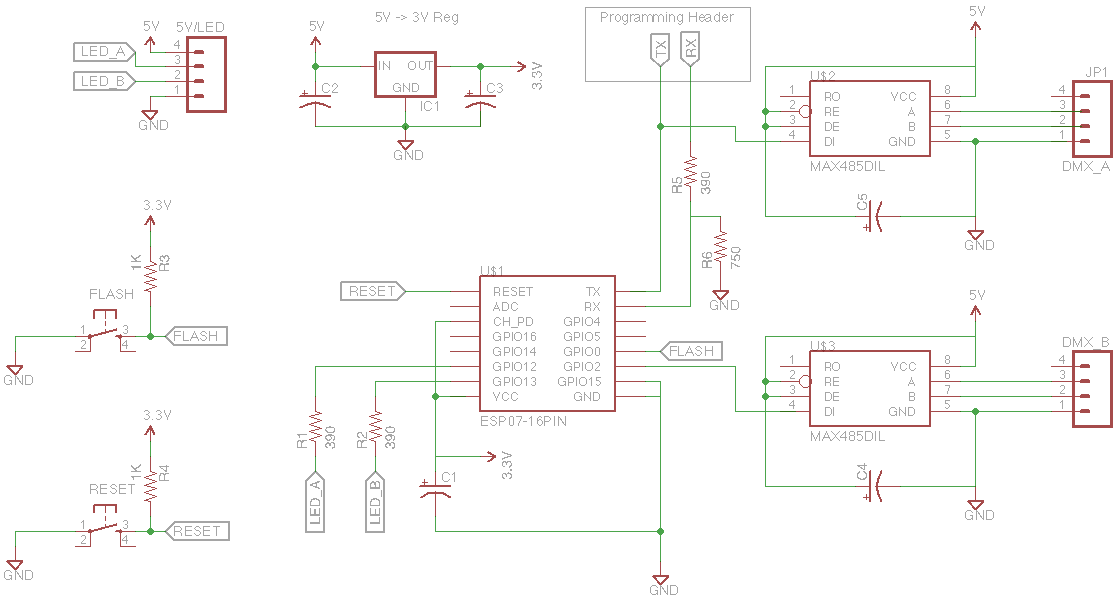 5V 5V/LED
LED_A 4
3
LED_B 2
1
GND
5V -> 3V Reg
5V
IN OUT
GND
3.3V
C2 IC1 C3
GND
Programming Header
TX RX
R5 390
R6 750
GND
5V
U$2
1 RO VCC 8
2 RE A 6
3 DE B 7
4 DI GND 5
MAX485DIL
C5
GND
JP1
4
3
2
1
DMX_A
3.3V
1K R3
FLASH
1 3
2 4
FLASH
GND
3.3V
1K R4
RESET
1 3
2 4
RESET
GND
U$1
RESET RESET TX
ADC RX
CH_PD GPIO4
GPIO16 GPIO5
GPIO14 GPIO0 FLASH
GPIO12 GPIO2
GPIO13 GPIO15
VCC GND
ESP07-16PIN
R1 390 R2 390
LED_A LED_B
3.3V
C1
GND
5V
U$3
1 RO VCC 8
2 RE A 6
3 DE B 7
4 DI GND 5
MAX485DIL
C4
GND
DMX_B
4
3
2
1